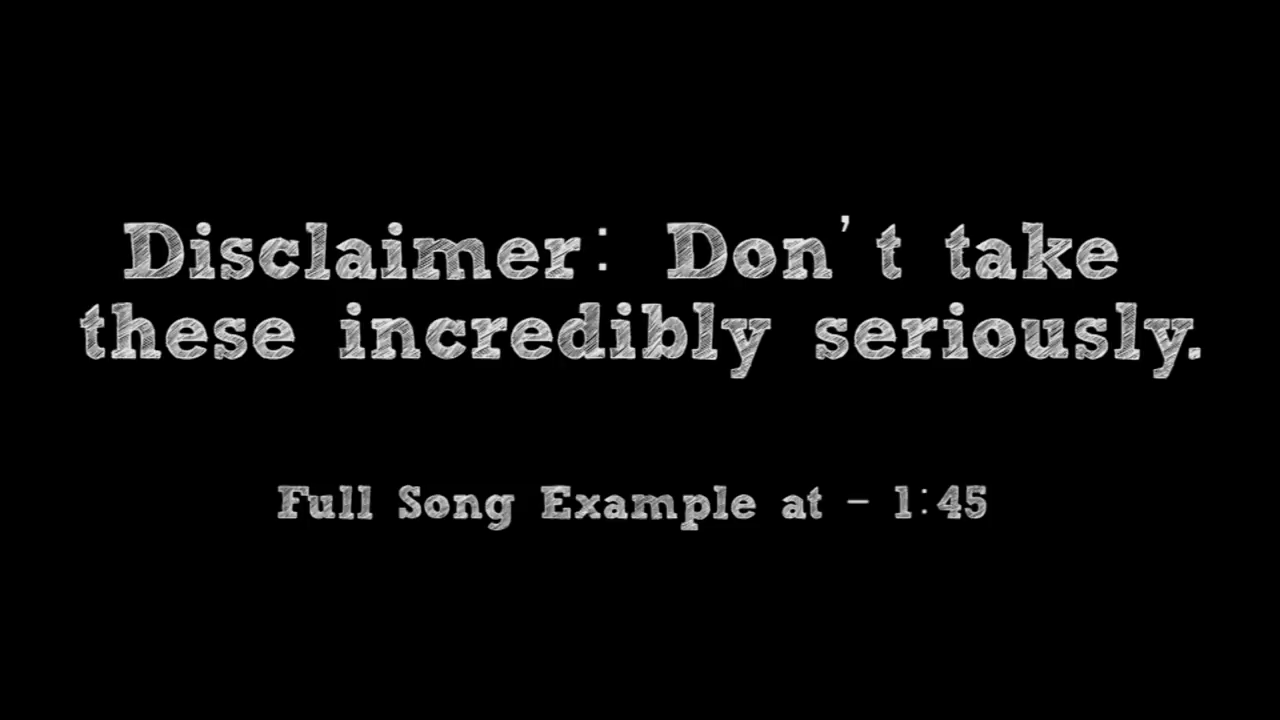 Disclaimer: Don't take
these incredibly seriously.
Full Song Example at - 1:45